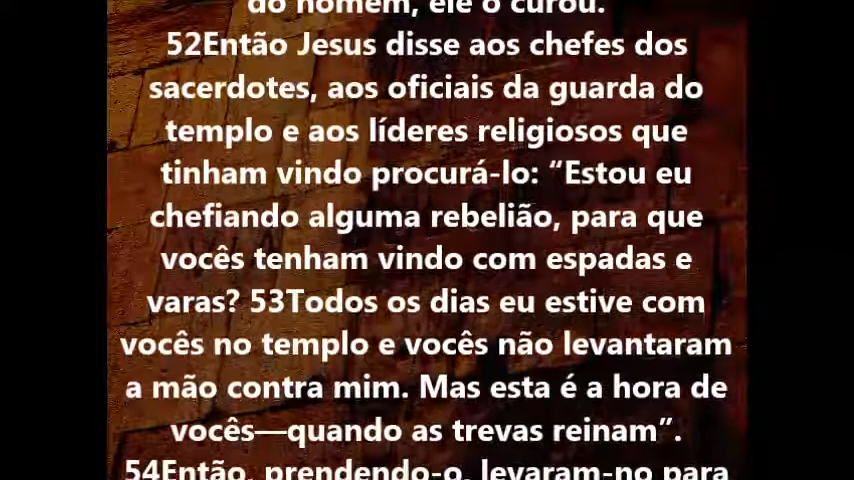 do homem, ele o curou.
52Então Jesus disse aos chefes dos
sacerdotes, aos oficiais da guarda do
templo e aos líderes religiosos que
tinham vindo procurá-lo: “Estou eu
chefiando alguma rebelião, para que
vocês tenham vindo com espadas e
varas? 53Todos os dias eu estive com
vocês no templo e vocês não levantaram
a mão contra mim. Mas esta é a hora de
vocês—quando as trevas reinam”.
54Então, prendendo-o, levaram-no para